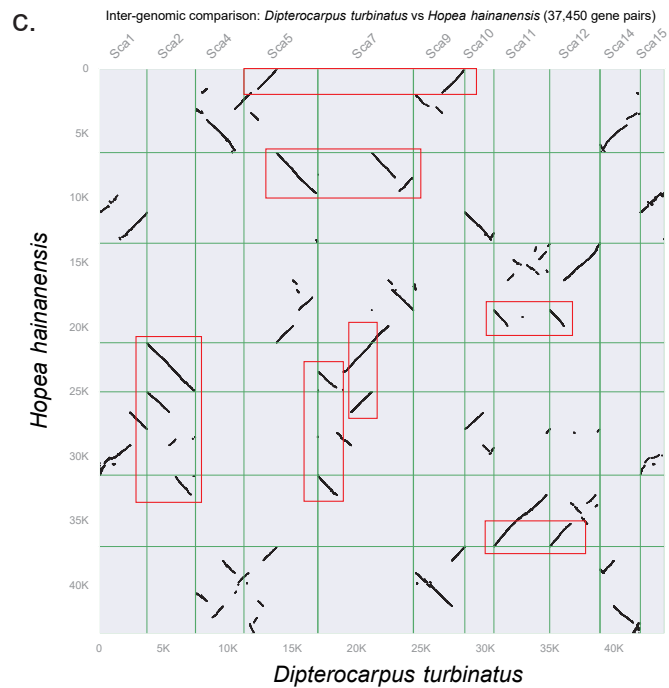 c.
Inter-genomic comparison: Dipterocarpus turbinatus vs Hopea hainanensis (37,450 gene pairs)
Sca1 Sca2 Sca4 Sca5 Sca7 Sca9 Sca10 Sca11 Sca12 Sca14 Sca15
0
5K
10K
15K
20K
25K
30K
35K
40K
Hopea hainanensis
0 5K 10K 15K 20K 25K 30K 35K 40K
Dipterocarpus turbinatus